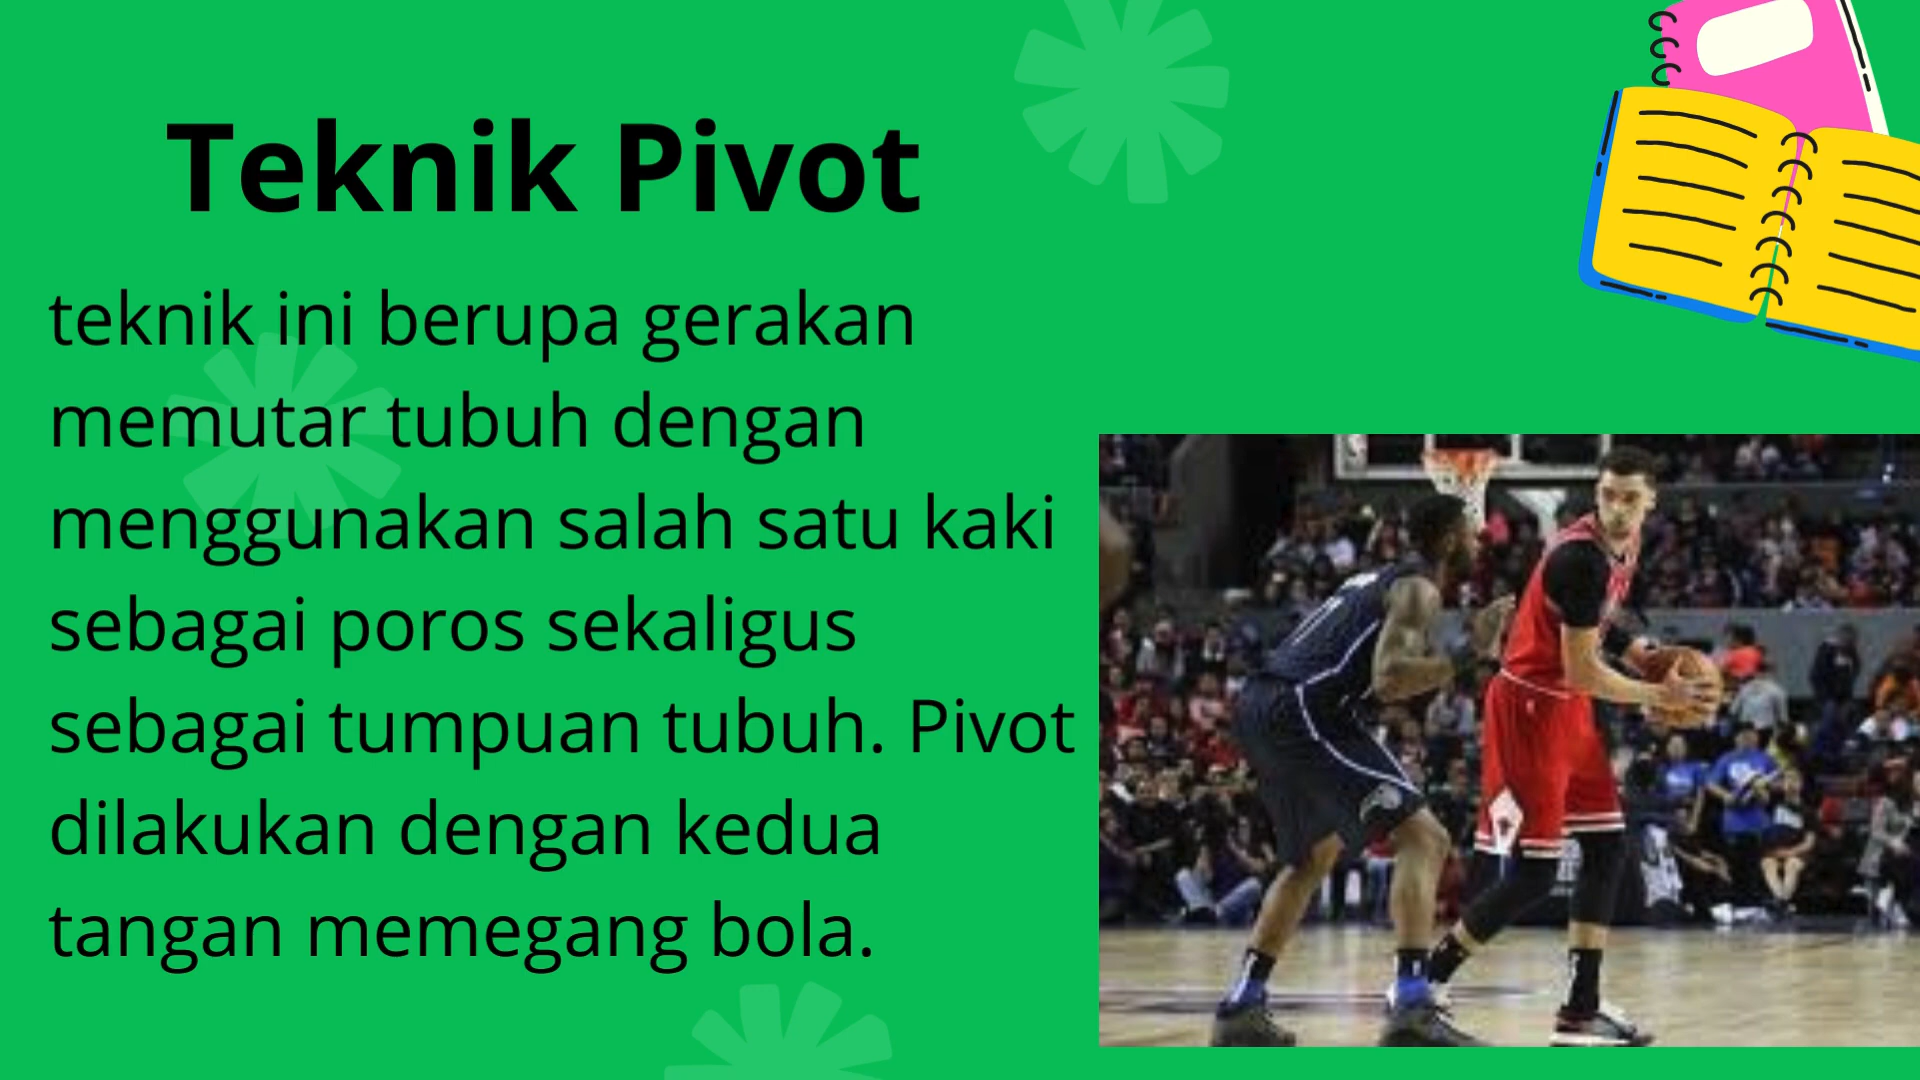 Teknik Pivot
teknik ini berupa gerakan
memutar tubuh dengan
menggunakan salah satu kaki
sebagai poros sekaligus
sebagai tumpuan tubuh. Pivot
dilakukan dengan kedua
tangan memegang bola.